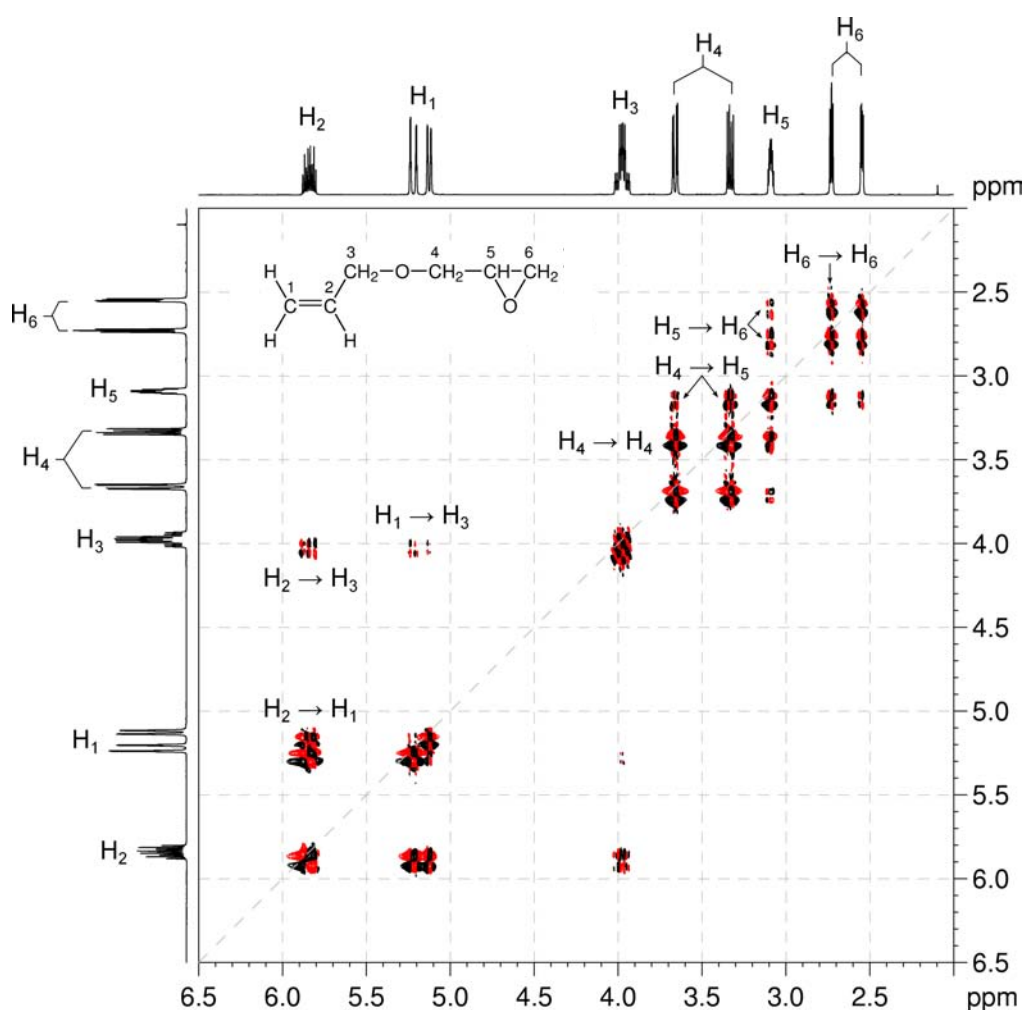 H₆
H₄
H₁
H₃
H₅
H₂
ppm
3 4 5 6
H CH₂—O—CH₂—CH—CH₂
1 2
C=C O
H H
H₆ → H₆
2.5
H₆
H₅ → H₆
3.0
H₅
H₄ → H₅
H₄ → H₄
3.5
H₄
H₁ → H₃
H₃
4.0
H₂ → H₃
4.5
H₂ → H₁
5.0
H₁
5.5
H₂
6.0
6.5
6.5 6.0 5.5 5.0 4.5 4.0 3.5 3.0 2.5 ppm